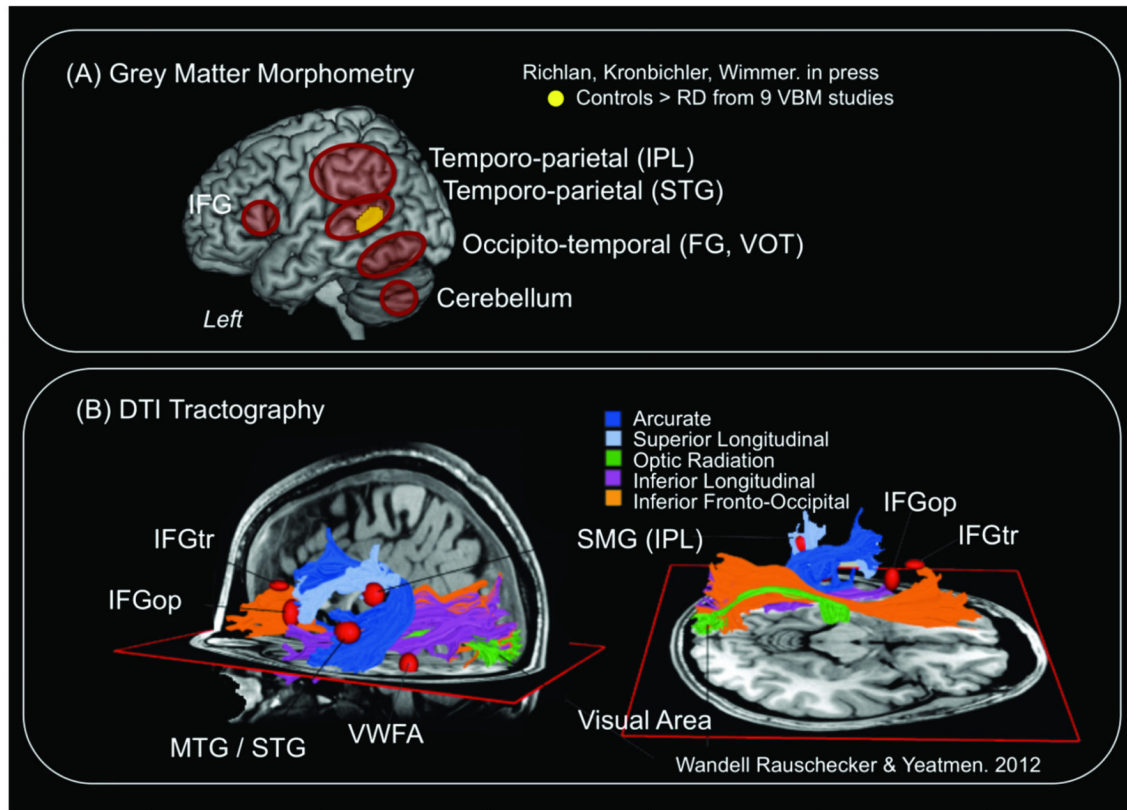 (A) Grey Matter Morphometry
Richlan, Kronbichler, Wimmer. in press
Controls > RD from 9 VBM studies
Temporo-parietal (IPL)
Temporo-parietal (STG)
IFG
Occipito-temporal (FG, VOT)
Cerebellum
Left
(B) DTI Tractography
Arcurate
Superior Longitudinal
Optic Radiation
Inferior Longitudinal
Inferior Fronto-Occipital
IFGtr
IFGop
MTG / STG
VWFA
SMG (IPL)
IFGop
IFGtr
Visual Area
Wandell Rauschecker & Yeatmen. 2012